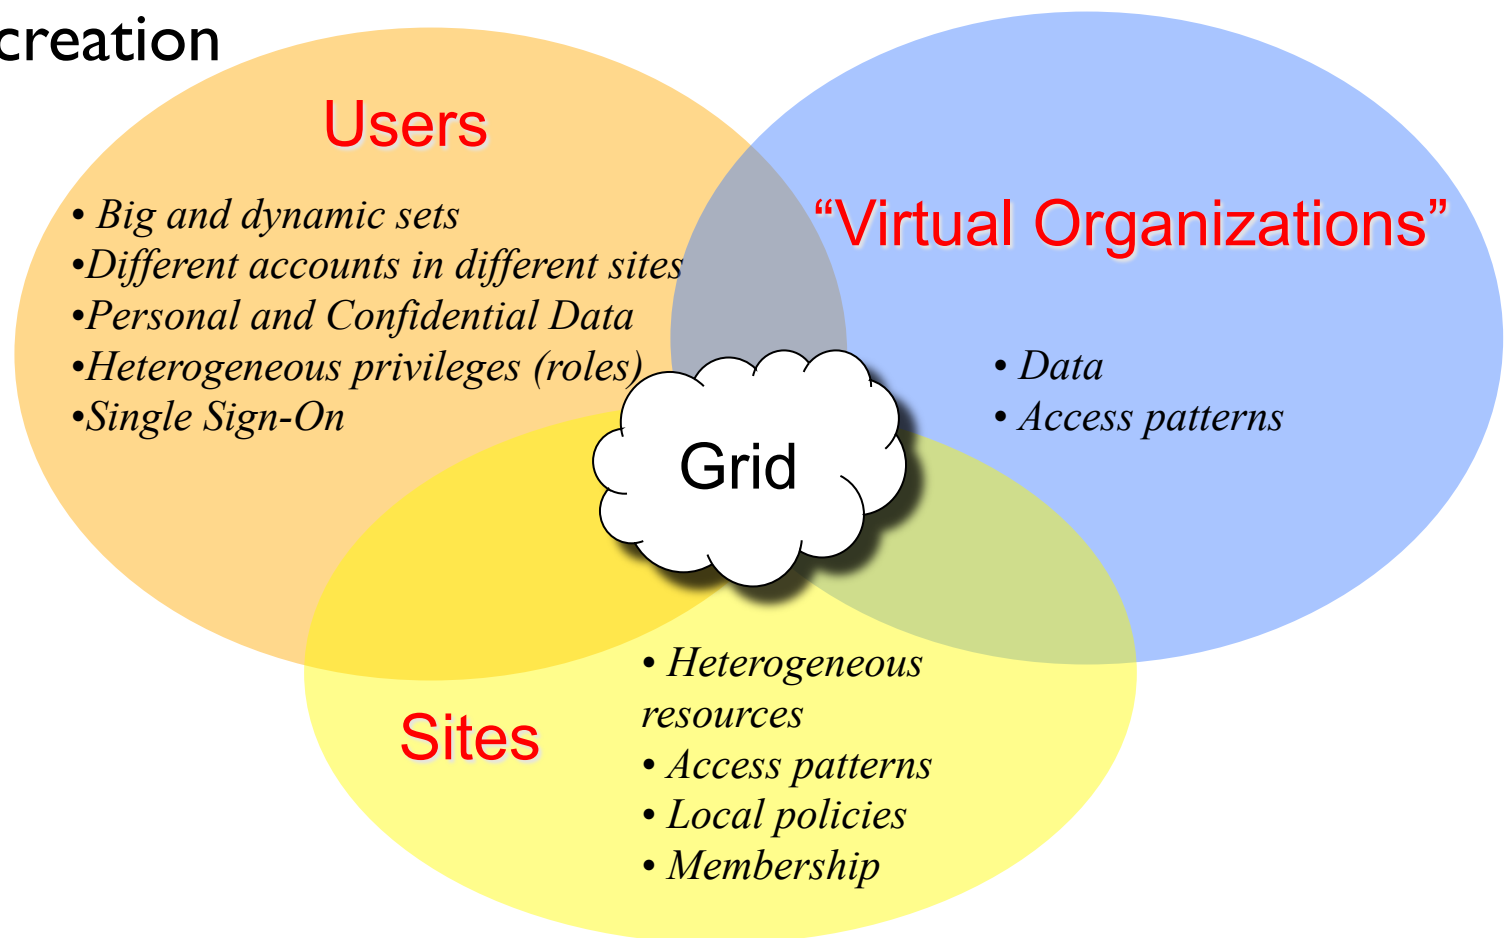 creation
Users
• Big and dynamic sets
•Different accounts in different sites
•Personal and Confidential Data
•Heterogeneous privileges (roles)
•Single Sign-On
“Virtual Organizations”
• Data
• Access patterns
Grid
Sites
• Heterogeneous
resources
• Access patterns
• Local policies
• Membership